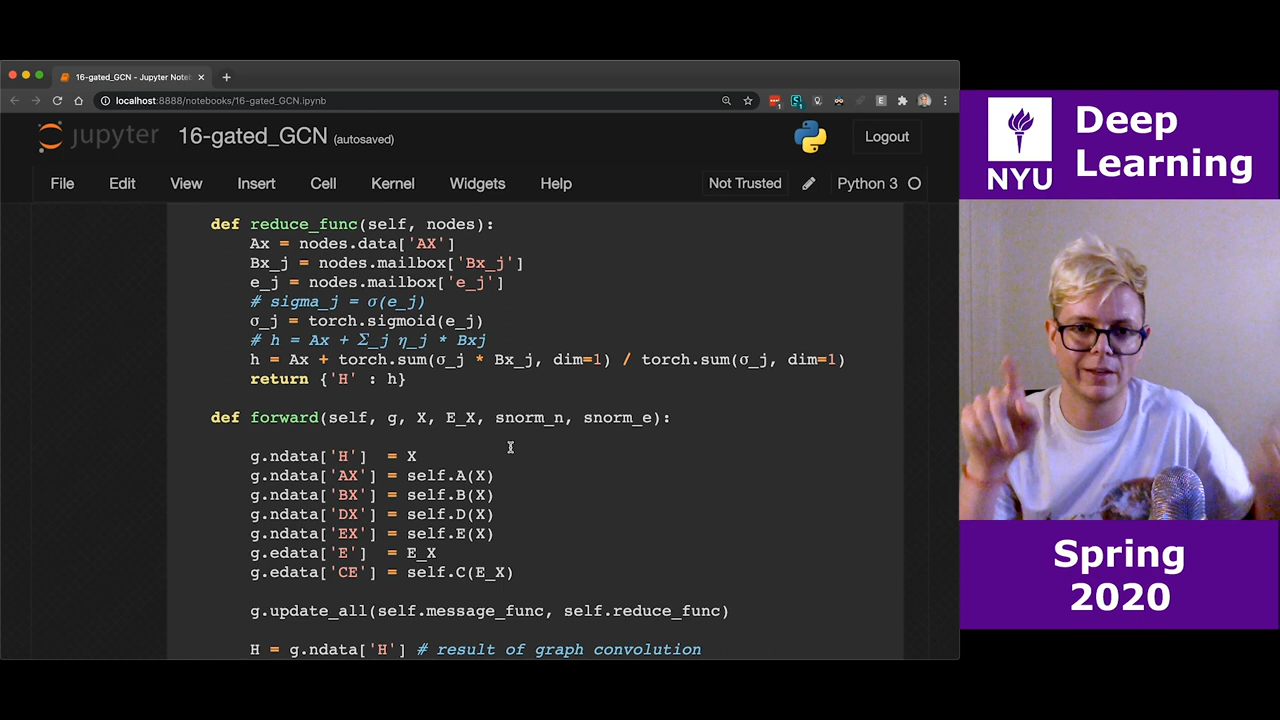 16-gated_GCN - Jupyter Note
localhost:8888/notebooks/16-gated_GCN.ipynb
jupyter 16-gated_GCN (autosaved)
Logout
File Edit View Insert Cell Kernel Widgets Help
Not Trusted
Python 3
def reduce_func(self, nodes):
Ax = nodes.data['AX']
Bx_j = nodes.mailbox['Bx_j']
e_j = nodes.mailbox['e_j']
# sigma_j = σ(e_j)
σ_j = torch.sigmoid(e_j)
# h = Ax + Σ_j η_j * Bxj
h = Ax + torch.sum(σ_j * Bx_j, dim=1) / torch.sum(σ_j, dim=1)
return {'H' : h}
def forward(self, g, X, E_X, snorm_n, snorm_e):
g.ndata['H'] = X
g.ndata['AX'] = self.A(X)
g.ndata['BX'] = self.B(X)
g.ndata['DX'] = self.D(X)
g.ndata['EX'] = self.E(X)
g.edata['E'] = E_X
g.edata['CE'] = self.C(E_X)
g.update_all(self.message_func, self.reduce_func)
H = g.ndata['H'] # result of graph convolution
NYU
Deep
Learning
Spring
2020